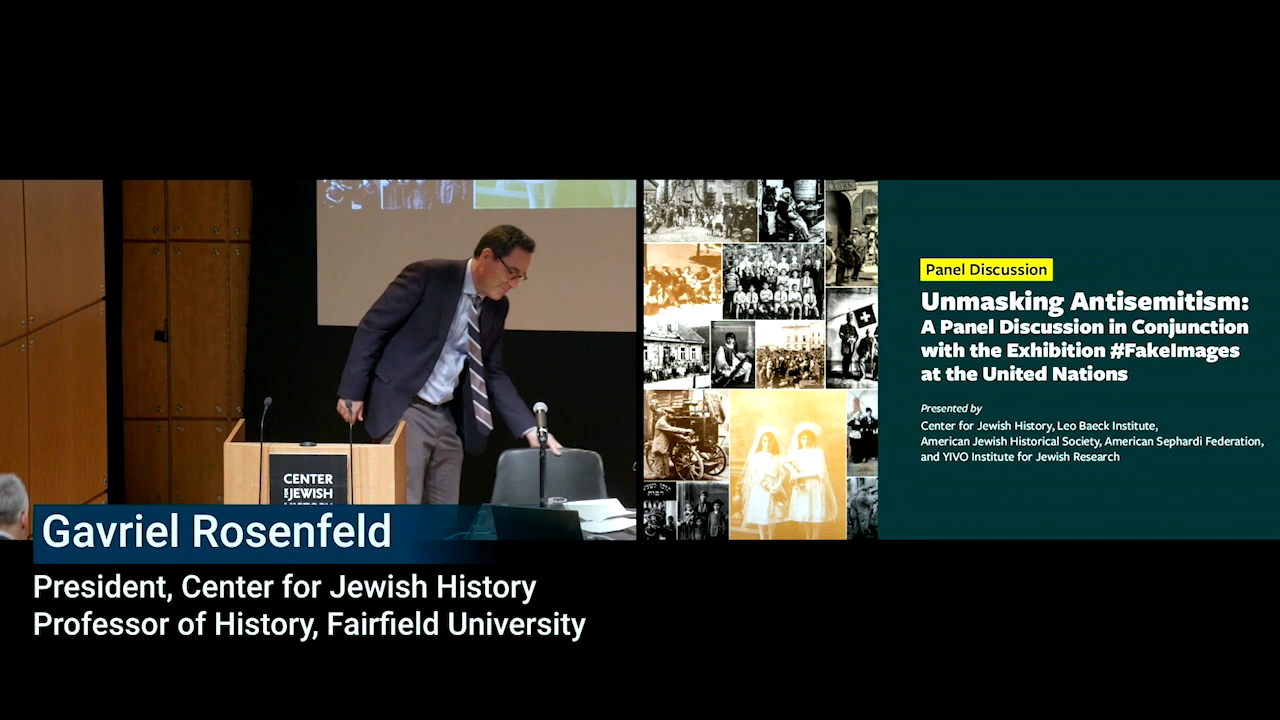 CENTER
FOR JEWISH
HISTORY
Gavriel Rosenfeld
President, Center for Jewish History
Professor of History, Fairfield University
Panel Discussion
Unmasking Antisemitism:
A Panel Discussion in Conjunction
with the Exhibition #FakeImages
at the United Nations
Presented by
Center for Jewish History, Leo Baeck Institute,
American Jewish Historical Society, American Sephardi Federation,
and YIVO Institute for Jewish Research